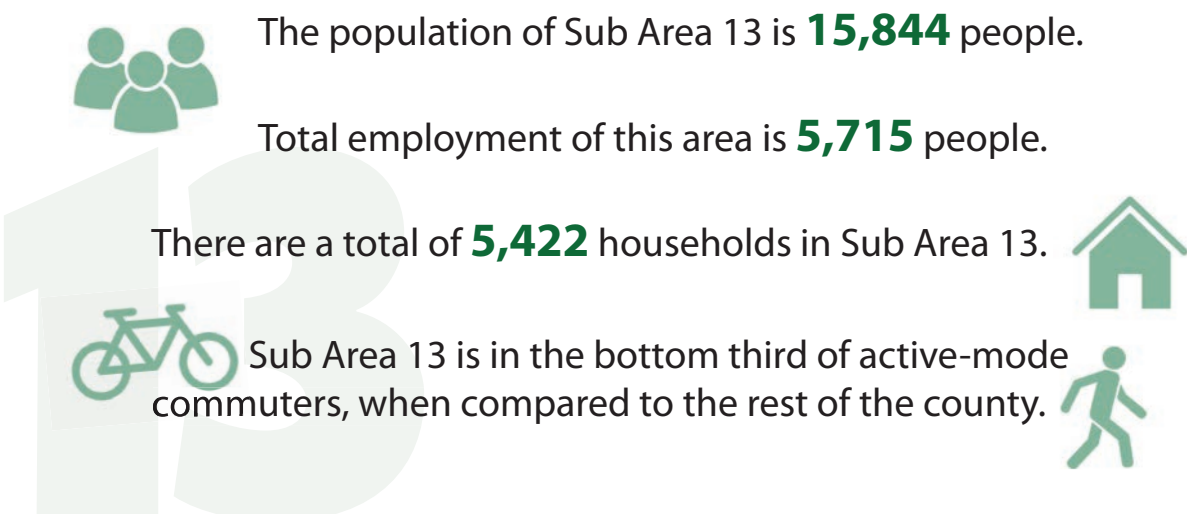 The population of Sub Area 13 is 15,844 people.
Total employment of this area is 5,715 people.
There are a total of 5,422 households in Sub Area 13.
Sub Area 13 is in the bottom third of active-mode
commuters, when compared to the rest of the county.
13